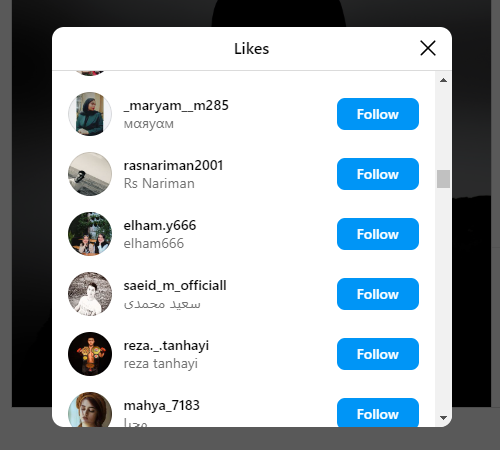 Likes
_maryam__m285
мαяуαм
Follow
rasnariman2001
Rs Nariman
Follow
elham.y666
elham666
Follow
saeid_m_officiall
سعید محمدی
Follow
reza._.tanhayi
reza tanhayi
Follow
mahya_7183
Follow